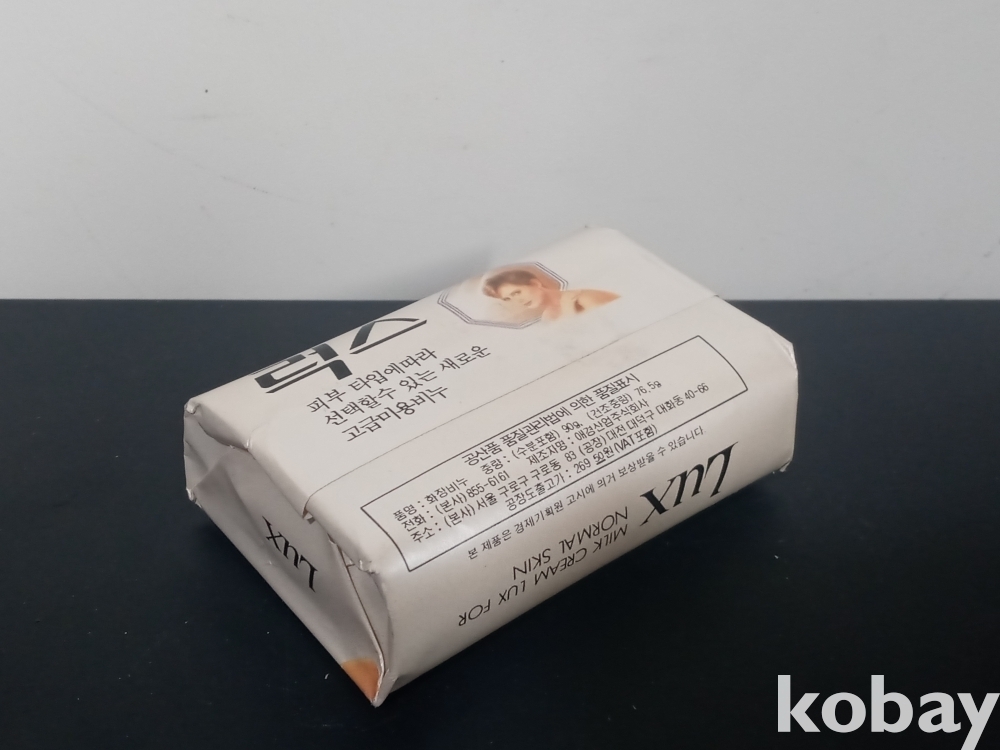 럭스
피부 타입에따라
선택할수 있는 새로운
고급미용비누
공산품 품질관리법에 의한 품질표시
품명 : 화장비누 중량 : (수분포함) 90g, (건조중량) 76.5g
전화 : (본사) 855-6161 제조자명 : 애경산업주식회사
주소 : (본사) 서울 구로구 구로동 83 (공장) 대전 대덕구 대화동 40-66
공장도출고가 : 269.50원 (VAT포함)
본 제품은 경제기획원 고시에 의거 보상받을 수 있습니다.
LUX
MILK CREAM LUX FOR
NORMAL SKIN
LUX
kobay